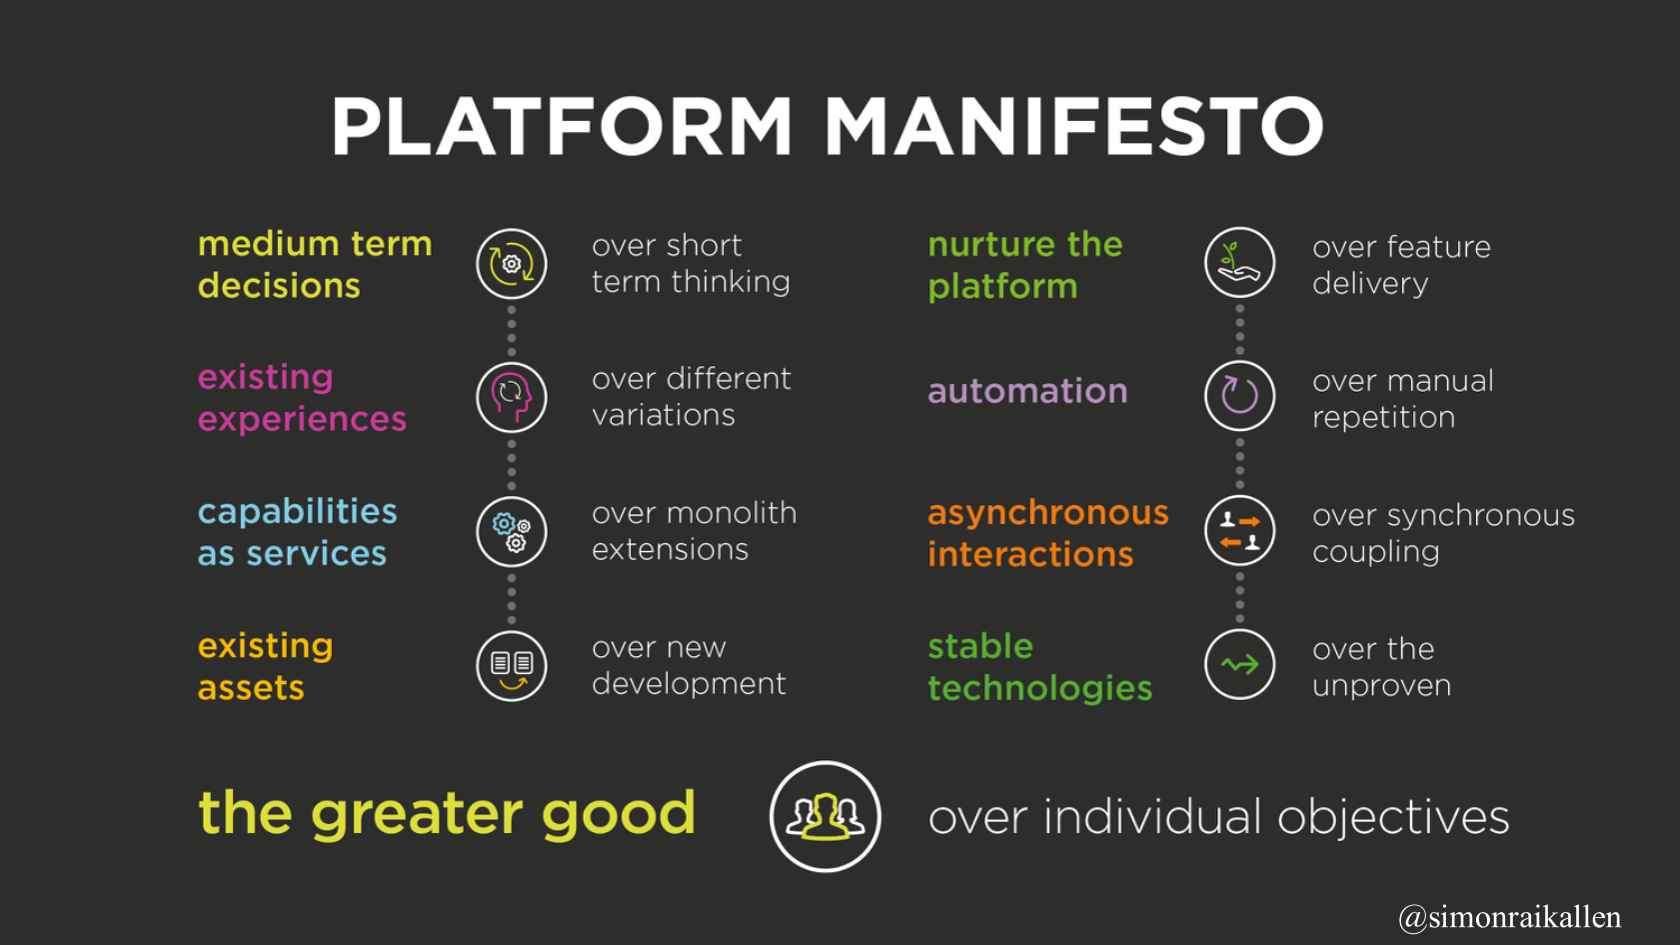 PLATFORM MANIFESTO
medium term
decisions
over short
term thinking
existing
experiences
over different
variations
capabilities
as services
over monolith
extensions
existing
assets
over new
development
nurture the
platform
over feature
delivery
automation
over manual
repetition
asynchronous
interactions
over synchronous
coupling
stable
technologies
over the
unproven
the greater good
over individual objectives
@simonraikallen